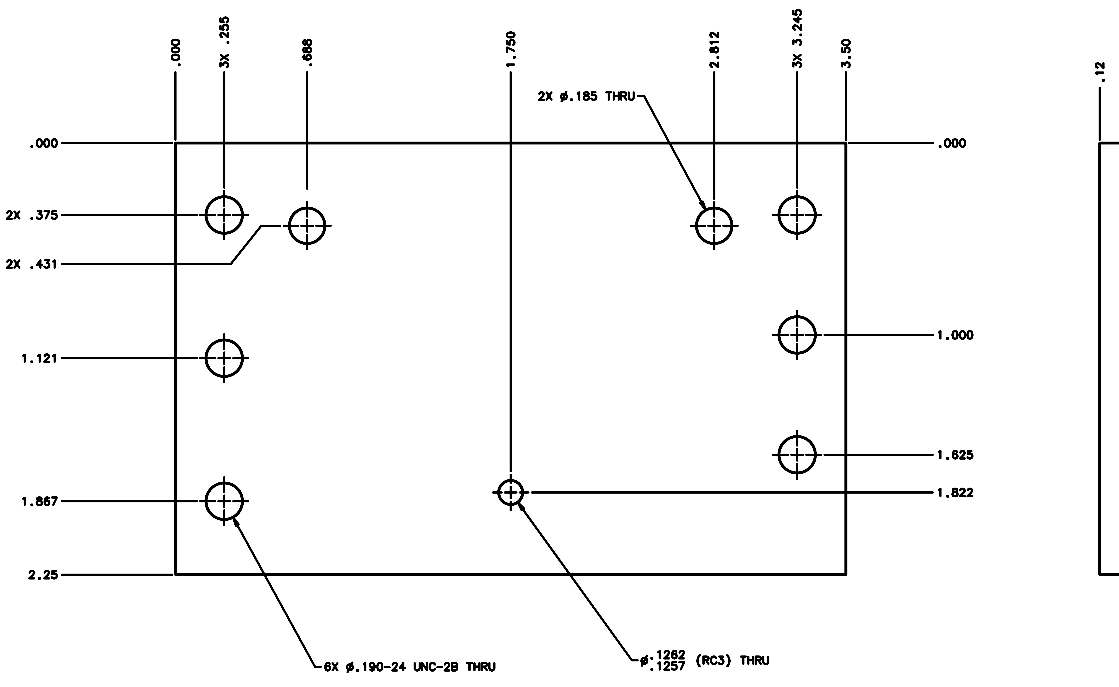 .000
3X .255
.688
1.750
2.812
3X 3.245
3.50
.12
2X ø.185 THRU
.000
.000
2X .375
2X .431
1.000
1.121
1.625
1.867
1.822
2.25
6X ø.190-24 UNC-2B THRU
ø.1262 (RC3) THRU
.1257